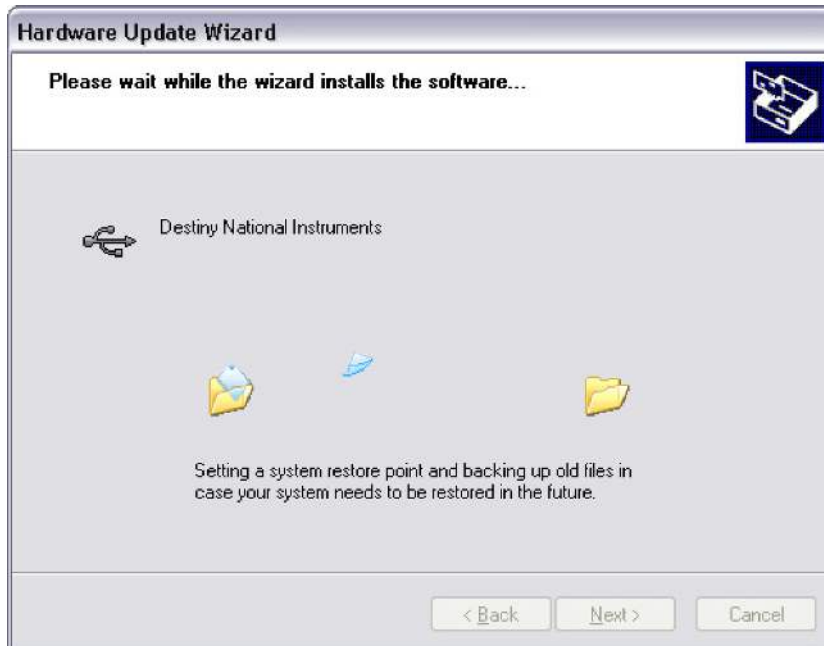 Hardware Update Wizard
Please wait while the wizard installs the software...
Destiny National Instruments
Setting a system restore point and backing up old files in
case your system needs to be restored in the future.
< Back Next > Cancel